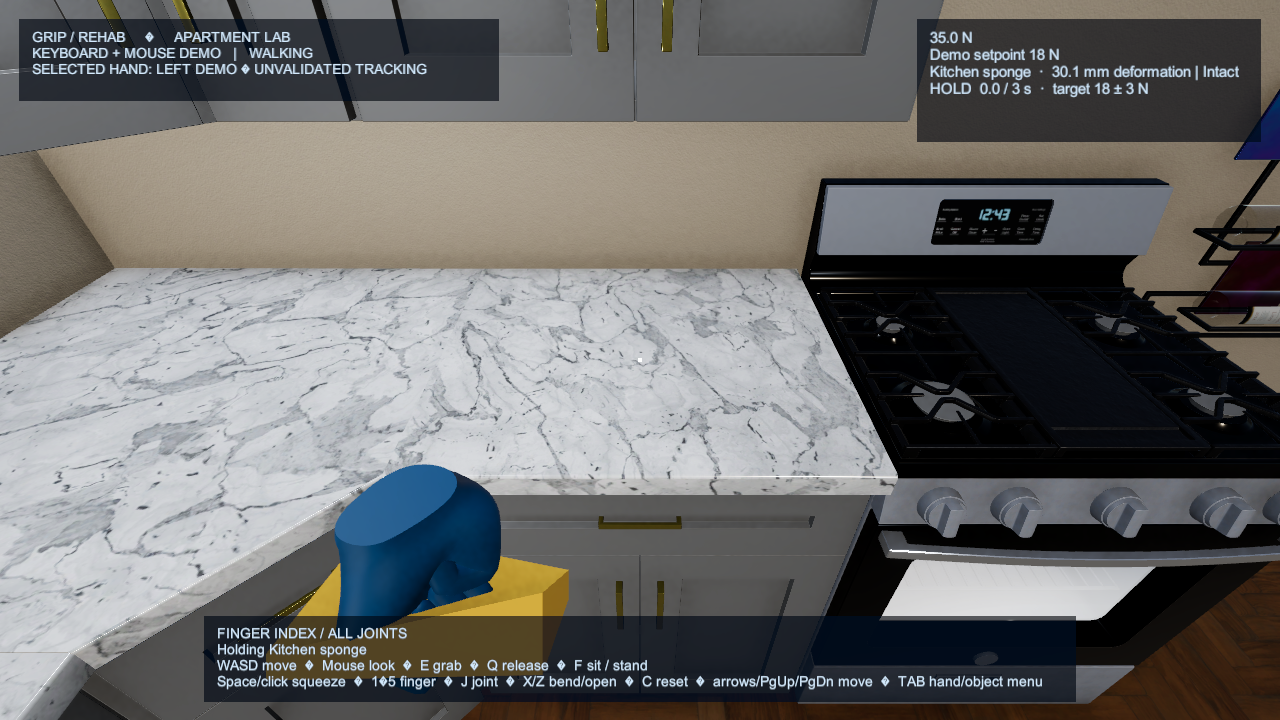 GRIP / REHAB � APARTMENT LAB
KEYBOARD + MOUSE DEMO | WALKING
SELECTED HAND: LEFT DEMO � UNVALIDATED TRACKING
35.0 N
Demo setpoint 18 N
Kitchen sponge · 30.1 mm deformation | Intact
HOLD 0.0 / 3 s · target 18 ± 3 N
12:43
FINGER INDEX / ALL JOINTS
Holding Kitchen sponge
WASD move � Mouse look � E grab � Q release � F sit / stand
Space/click squeeze � 1�5 finger � J joint � X/Z bend/open � C reset � arrows/PgUp/PgDn move � TAB hand/object menu